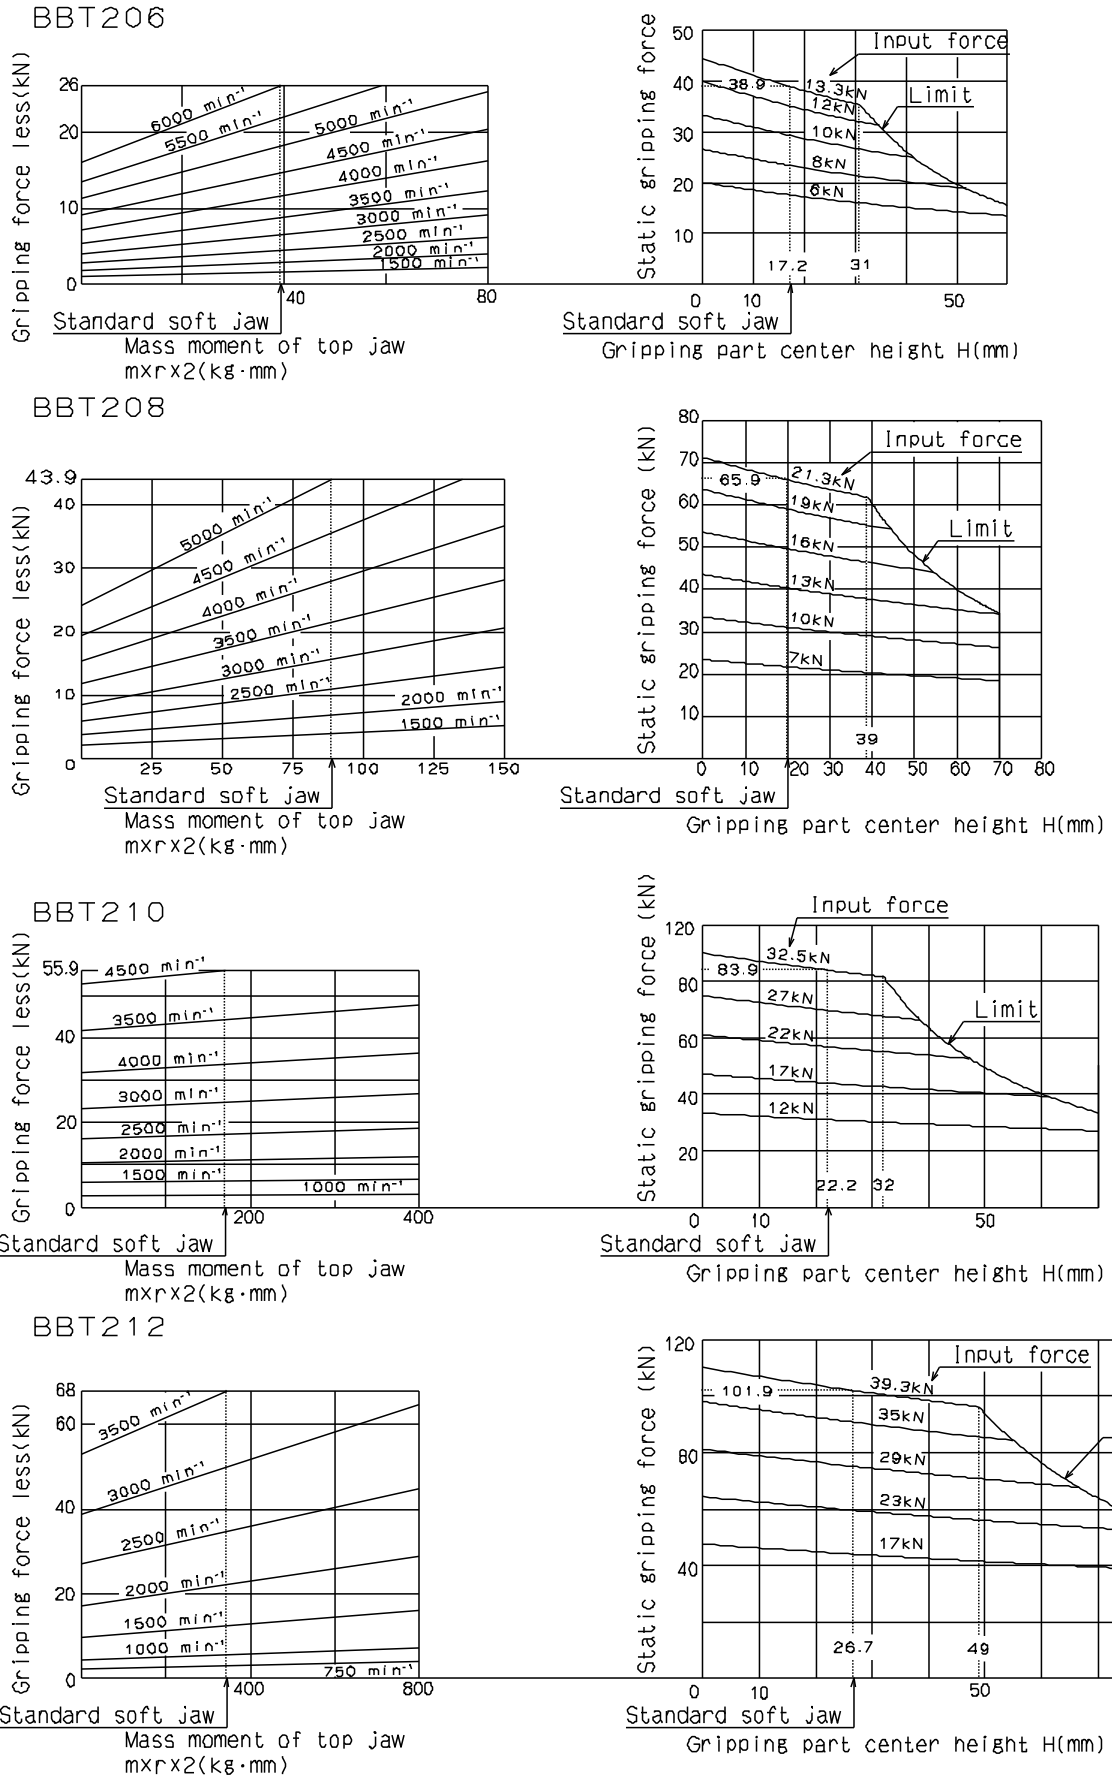 BBT206
Gripping force less(kN)
26
20
10
0
6000 min⁻¹
5500 min⁻¹
5000 min⁻¹
4500 min⁻¹
4000 min⁻¹
3500 min⁻¹
3000 min⁻¹
2500 min⁻¹
2000 min⁻¹
1500 min⁻¹
40
80
Standard soft jaw
Mass moment of top jaw
m×r×2(kg·mm)
Static gripping force
50
40
30
20
10
Input force
Limit
38.9
13.3kN
12kN
10kN
8kN
6kN
17.2
31
0
10
50
Standard soft jaw
Gripping part center height H(mm)
BBT208
Gripping force less(kN)
43.9
40
30
20
10
0
5000 min⁻¹
4500 min⁻¹
4000 min⁻¹
3500 min⁻¹
3000 min⁻¹
2500 min⁻¹
2000 min⁻¹
1500 min⁻¹
25
50
75
100
125
150
Standard soft jaw
Mass moment of top jaw
m×r×2(kg·mm)
Static gripping force (kN)
80
70
60
50
40
30
20
10
Input force
Limit
65.9
21.3kN
19kN
16kN
13kN
10kN
7kN
39
0
10
20
30
40
50
60
70
80
Standard soft jaw
Gripping part center height H(mm)
BBT210
Gripping force less(kN)
55.9
40
20
0
4500 min⁻¹
3500 min⁻¹
4000 min⁻¹
3000 min⁻¹
2500 min⁻¹
2000 min⁻¹
1500 min⁻¹
1000 min⁻¹
200
400
Standard soft jaw
Mass moment of top jaw
m×r×2(kg·mm)
Static gripping force (kN)
120
80
60
40
20
Input force
Limit
83.9
32.5kN
27kN
22kN
17kN
12kN
22.2
32
0
10
50
Standard soft jaw
Gripping part center height H(mm)
BBT212
Gripping force less(kN)
68
60
40
20
0
3500 min⁻¹
3000 min⁻¹
2500 min⁻¹
2000 min⁻¹
1500 min⁻¹
1000 min⁻¹
750 min⁻¹
400
800
Standard soft jaw
Mass moment of top jaw
m×r×2(kg·mm)
Static gripping force (kN)
120
80
40
Input force
101.9
39.3kN
35kN
29kN
23kN
17kN
26.7
49
0
10
50
Standard soft jaw
Gripping part center height H(mm)